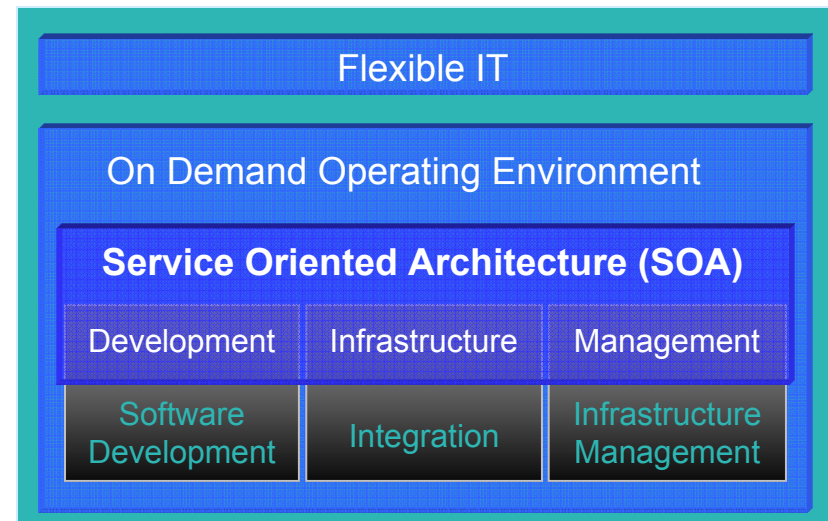 Flexible IT
On Demand Operating Environment
Service Oriented Architecture (SOA)
Development
Infrastructure
Management
Software
Development
Integration
Infrastructure
Management